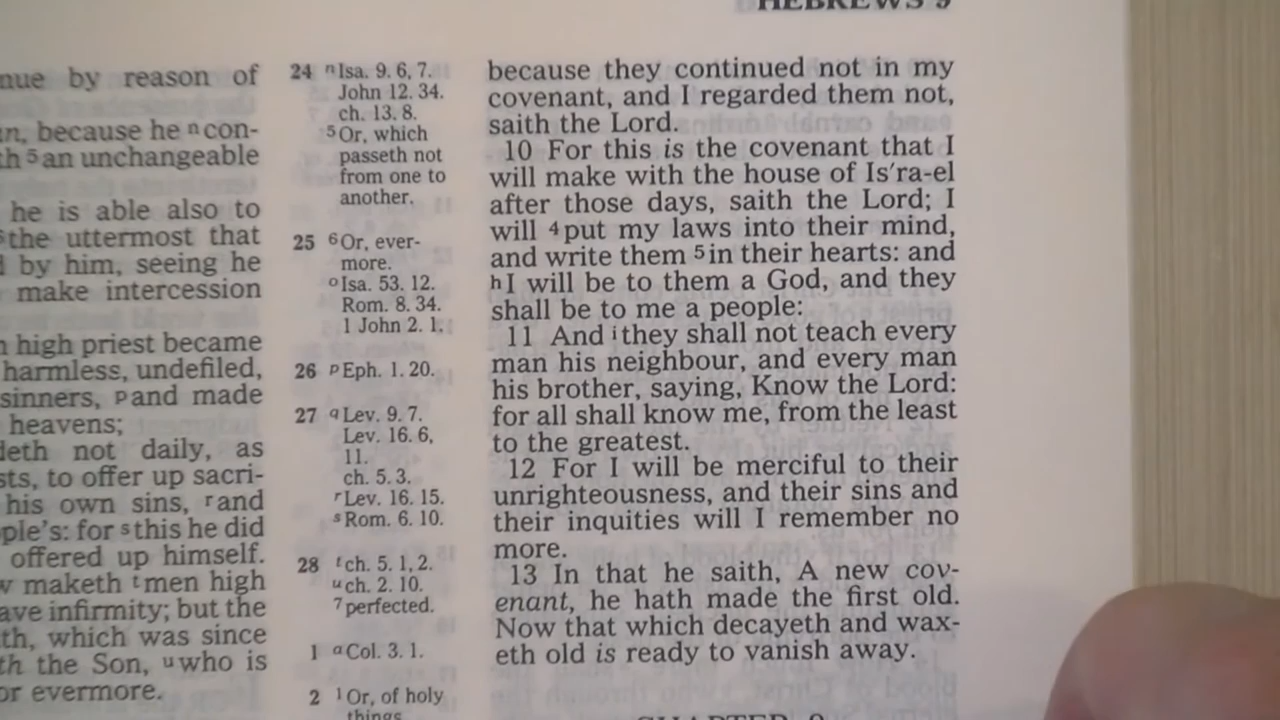 HEBREWS 9
nue by reason of
n, because he n con-
th 5 an unchangeable
he is able also to
the uttermost that
d by him, seeing he
make intercession
n high priest became
harmless, undefiled,
sinners, p and made
heavens;
deth not daily, as
sts, to offer up sacri-
his own sins, r and
ple's: for s this he did
offered up himself.
w maketh t men high
ave infirmity; but the
th, which was since
th the Son, u who is
or evermore.
24 n Isa. 9. 6, 7.
John 12. 34.
ch. 13. 8.
5 Or, which
passeth not
from one to
another.
25 6 Or, ever-
more.
o Isa. 53. 12.
Rom. 8. 34.
1 John 2. 1.
26 p Eph. 1. 20.
27 q Lev. 9. 7.
Lev. 16. 6,
11.
ch. 5. 3.
r Lev. 16. 15.
s Rom. 6. 10.
28 t ch. 5. 1, 2.
u ch. 2. 10.
7 perfected.
1 a Col. 3. 1.
2 1 Or, of holy
things
because they continued not in my
covenant, and I regarded them not,
saith the Lord.
10 For this is the covenant that I
will make with the house of Is′ra-el
after those days, saith the Lord; I
will 4 put my laws into their mind,
and write them 5 in their hearts: and
h I will be to them a God, and they
shall be to me a people:
11 And i they shall not teach every
man his neighbour, and every man
his brother, saying, Know the Lord:
for all shall know me, from the least
to the greatest.
12 For I will be merciful to their
unrighteousness, and their sins and
their inquities will I remember no
more.
13 In that he saith, A new cov-
enant, he hath made the first old.
Now that which decayeth and wax-
eth old is ready to vanish away.
CHAPTER 9